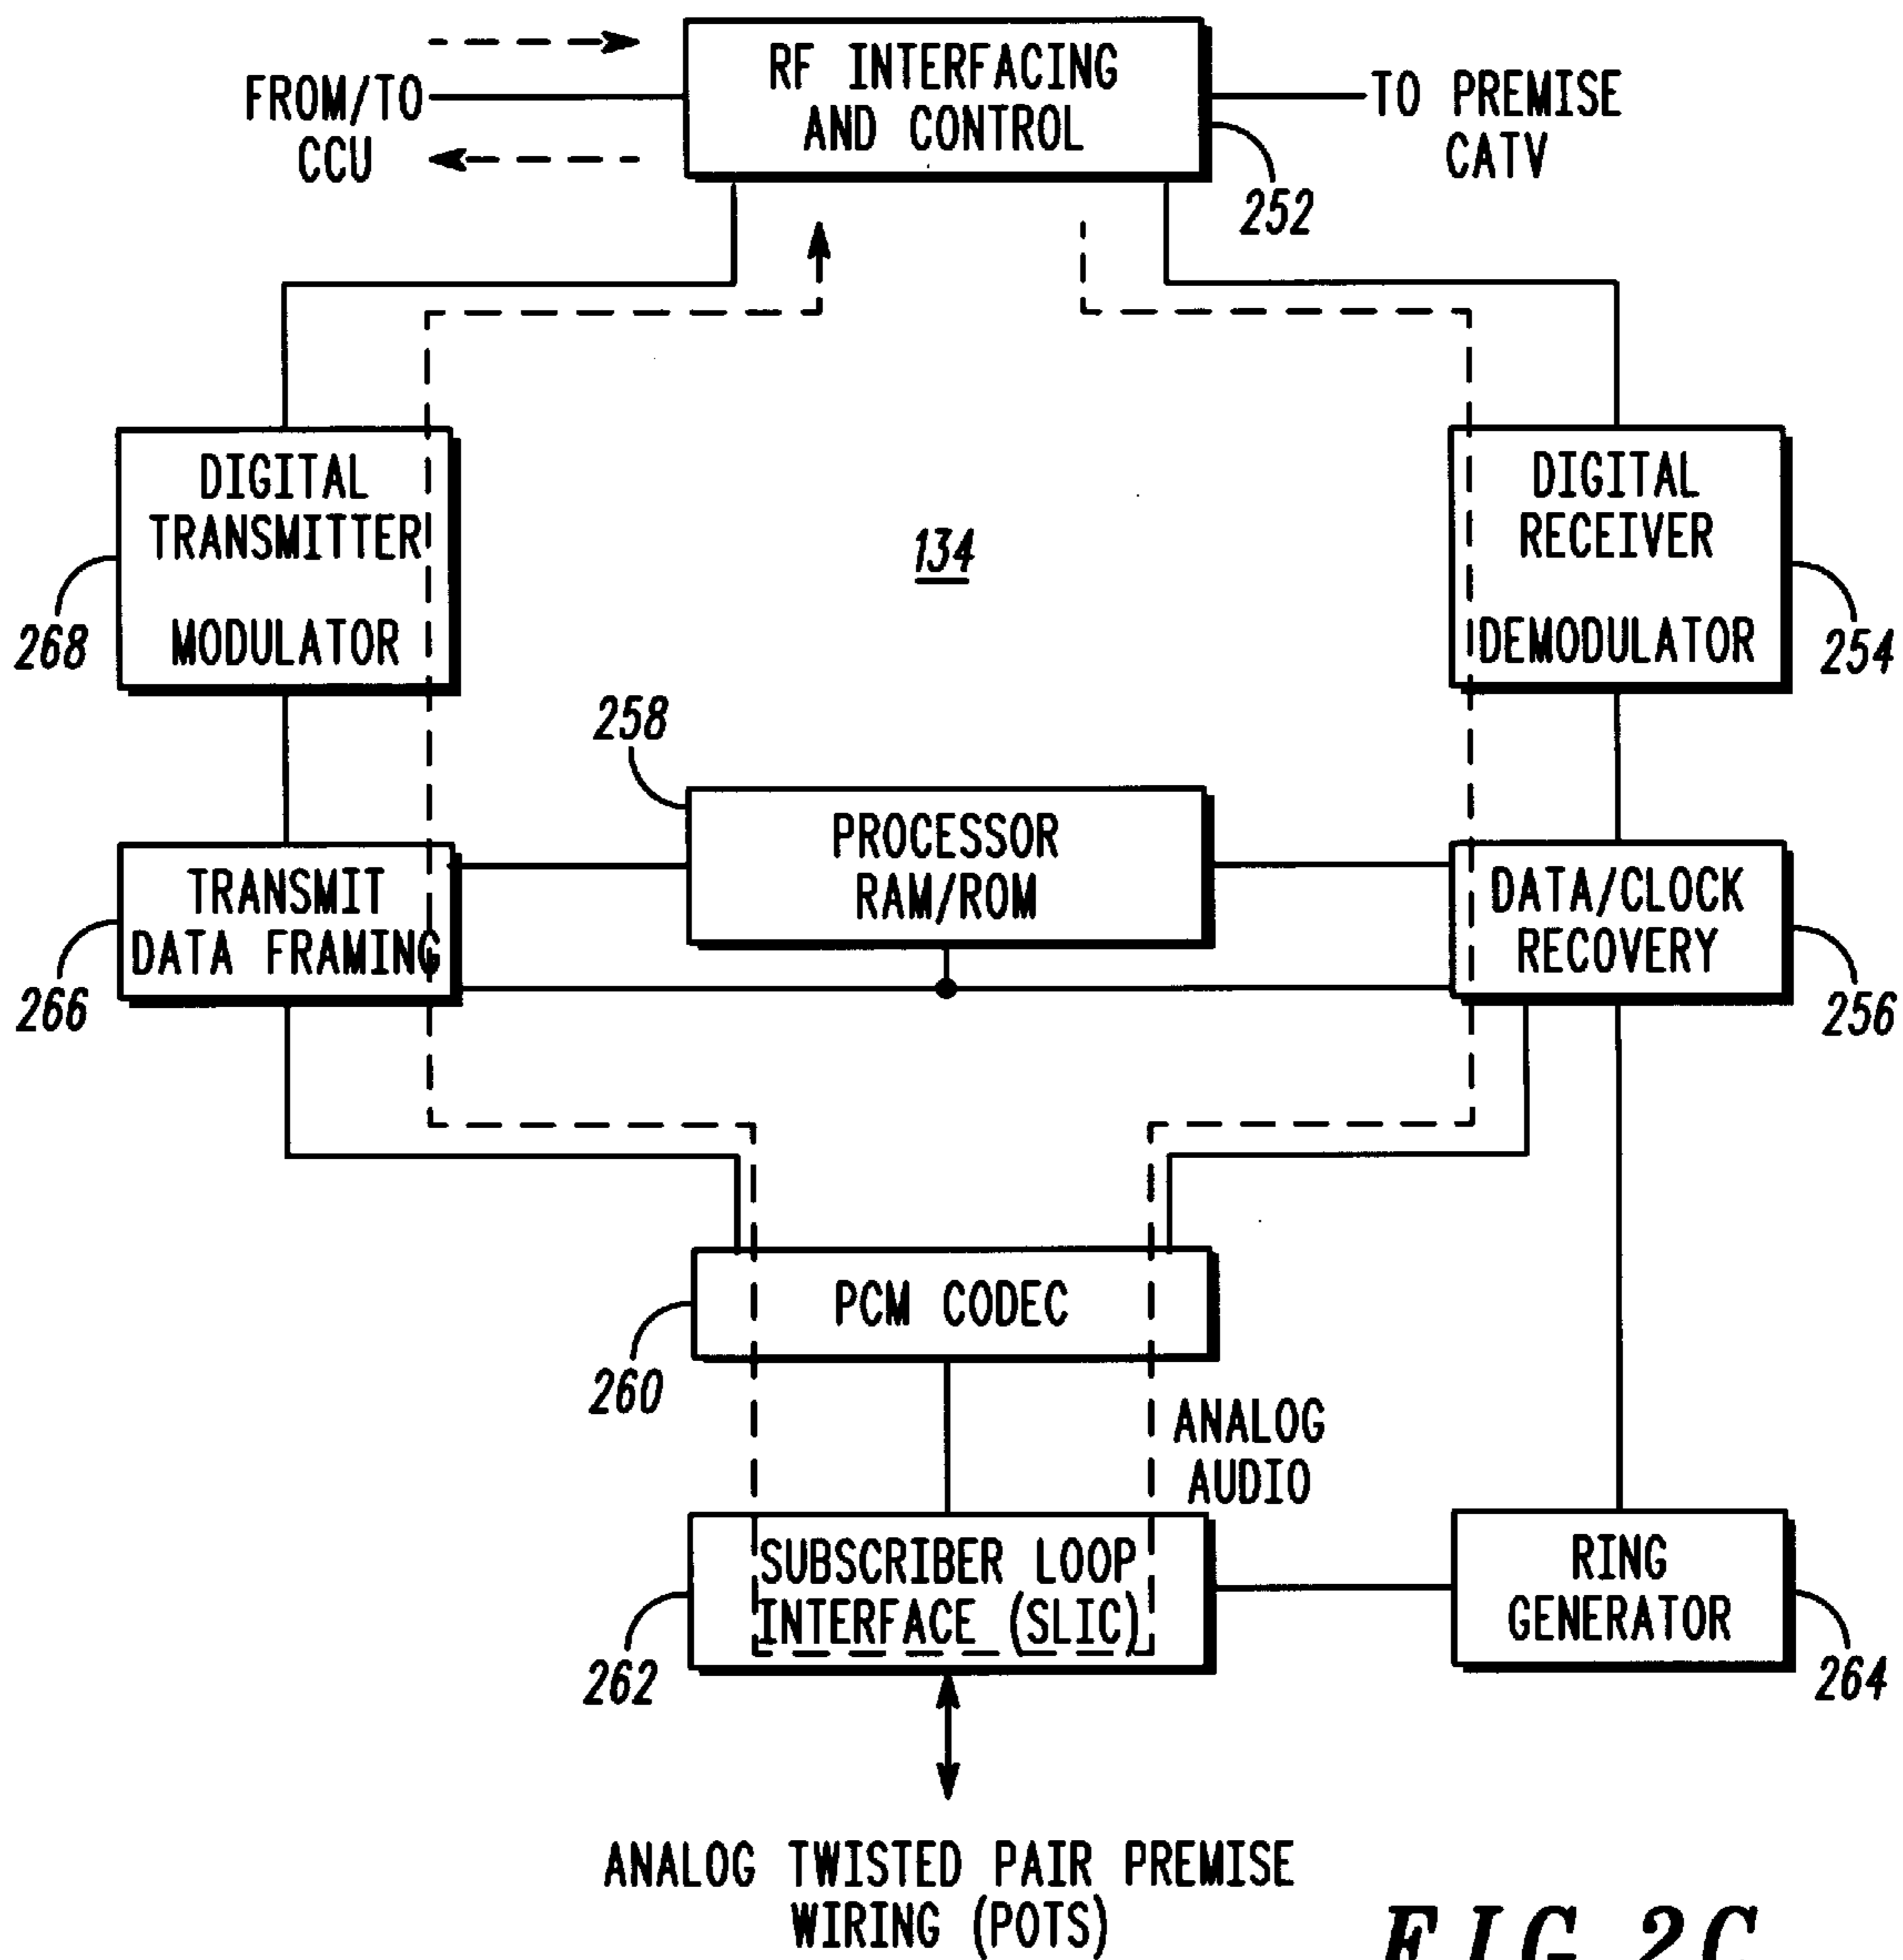 FROM/TO
CCU
RF INTERFACING
AND CONTROL
TO PREMISE
CATV
252
DIGITAL
TRANSMITTER
MODULATOR
268
134
DIGITAL
RECEIVER
DEMODULATOR
254
258
PROCESSOR
RAM/ROM
TRANSMIT
DATA FRAMING
266
DATA/CLOCK
RECOVERY
256
PCM CODEC
260
ANALOG
AUDIO
SUBSCRIBER LOOP
INTERFACE (SLIC)
262
RING
GENERATOR
264
ANALOG TWISTED PAIR PREMISE
WIRING (POTS)
FIG.2C